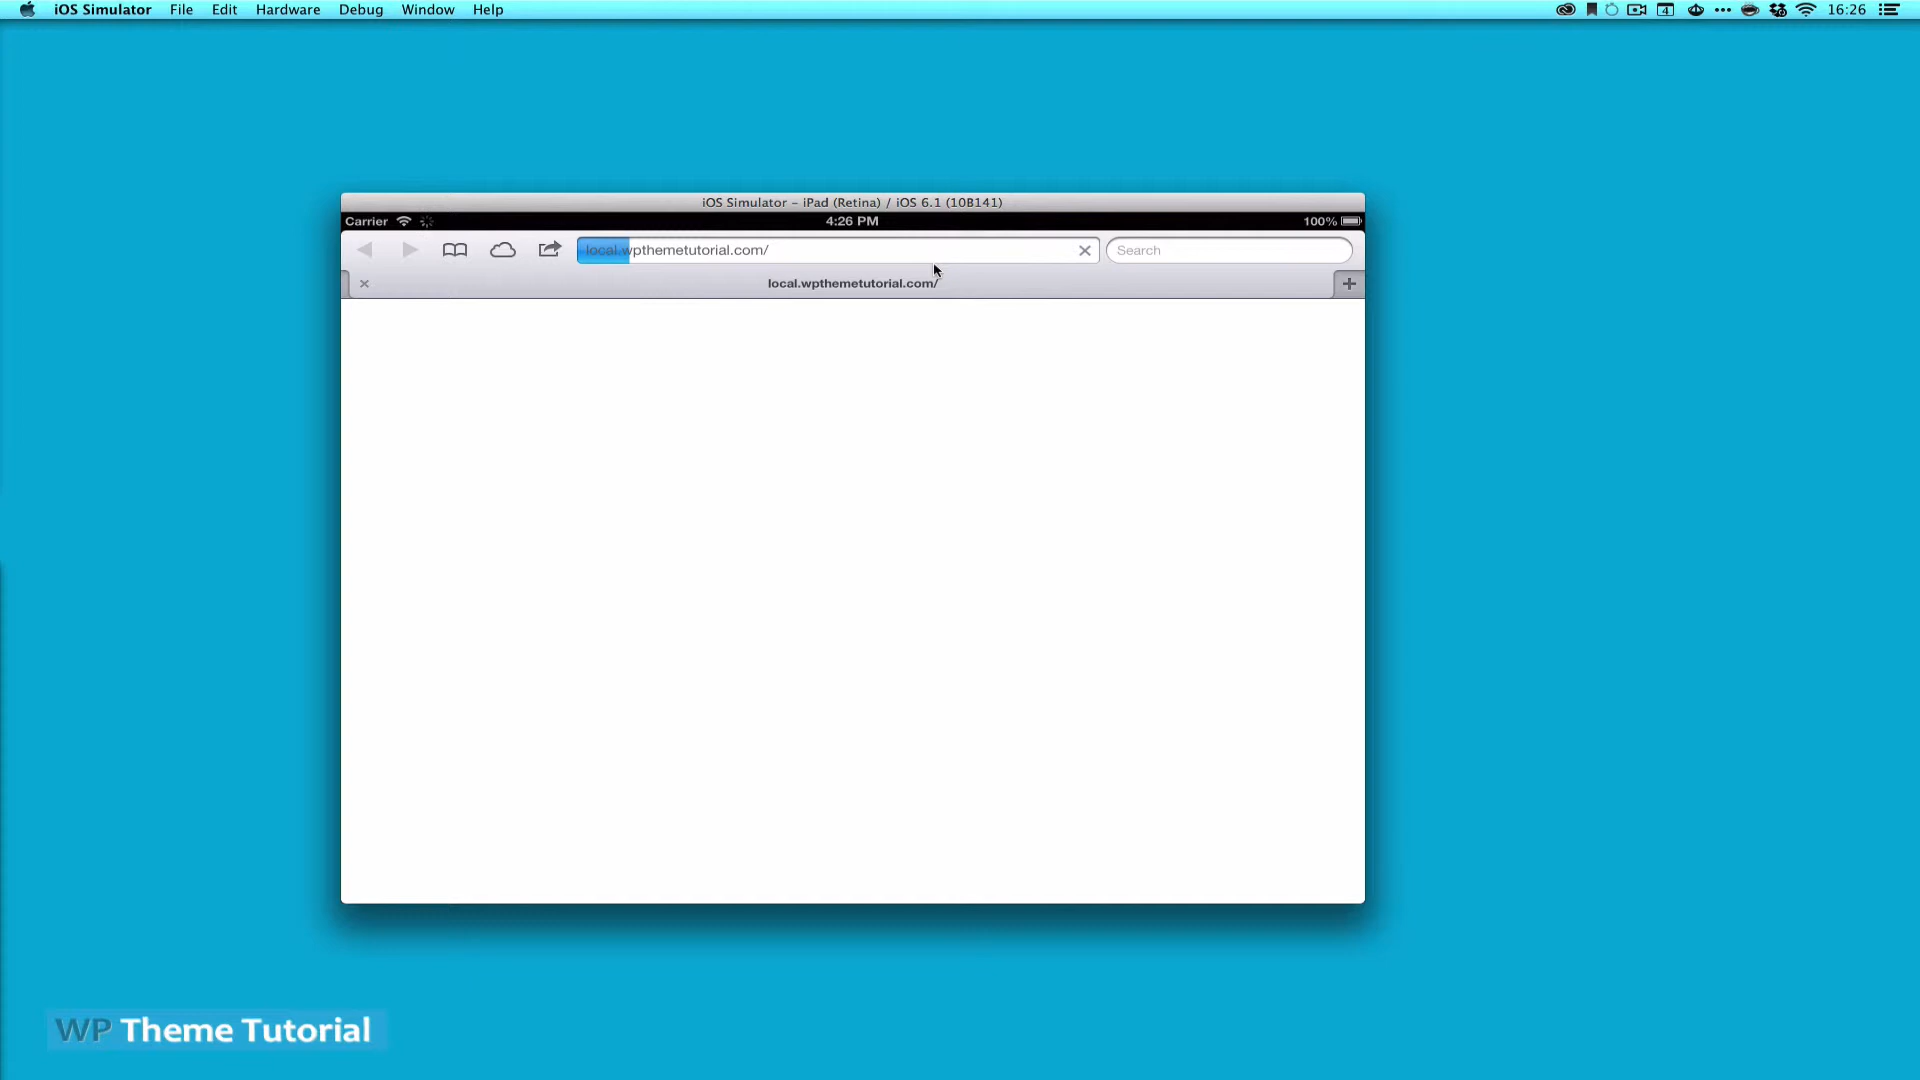 iOS Simulator File Edit Hardware Debug Window Help 4 16:26
iOS Simulator – iPad (Retina) / iOS 6.1 (10B141)
Carrier 4:26 PM 100%
local.wpthemetutorial.com/ Search
local.wpthemetutorial.com/
WP Theme Tutorial